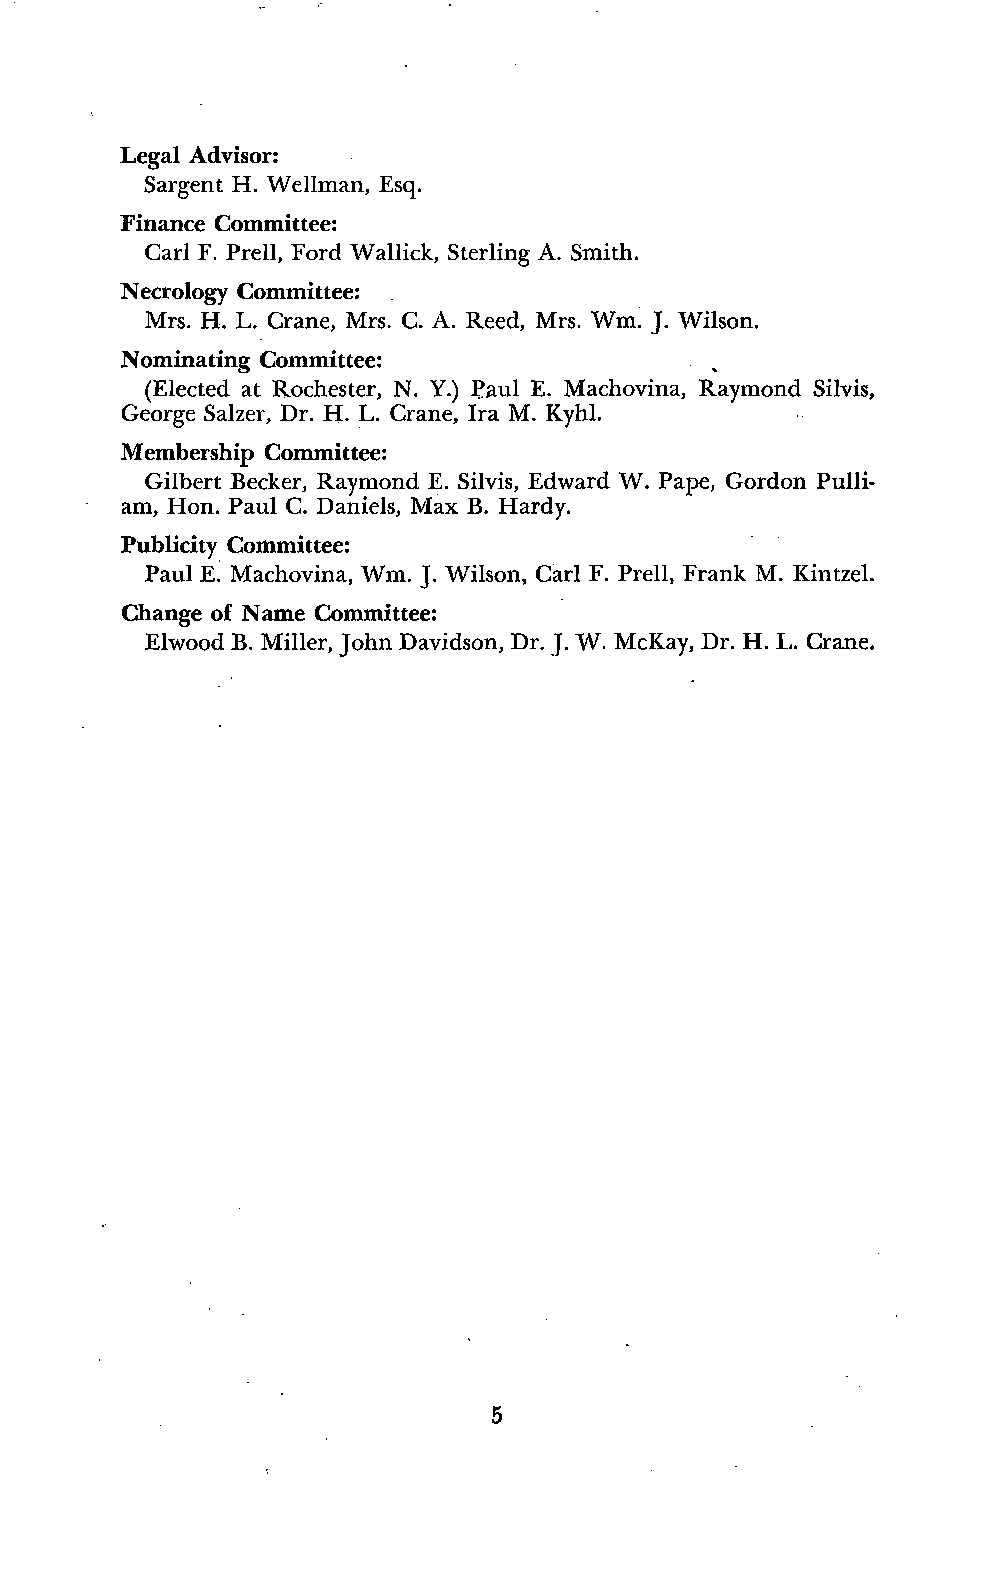 Legal Advisor:
Sargent H. Wellman, Esq.
Finance Committee:
Carl F. Prell, Ford Wallick, Sterling A. Smith.
Necrology Committee:
Mrs. H. L. Crane, Mrs. C. A. Reed, Mrs. Wm. J. Wilson.
Nominating Committee:
(Elected at Rochester, N. Y.) Paul E. Machovina, Raymond Silvis,
George Salzer, Dr. H. L. Crane, Ira M. Kyhl.
Membership Committee:
Gilbert Becker, Raymond E. Silvis, Edward W. Pape, Gordon Pulli-
am, Hon. Paul C. Daniels, Max B. Hardy.
Publicity Committee:
Paul E. Machovina, Wm. J. Wilson, Carl F. Prell, Frank M. Kintzel.
Change of Name Committee:
Elwood B. Miller, John Davidson, Dr. J. W. McKay, Dr. H. L. Crane.
5